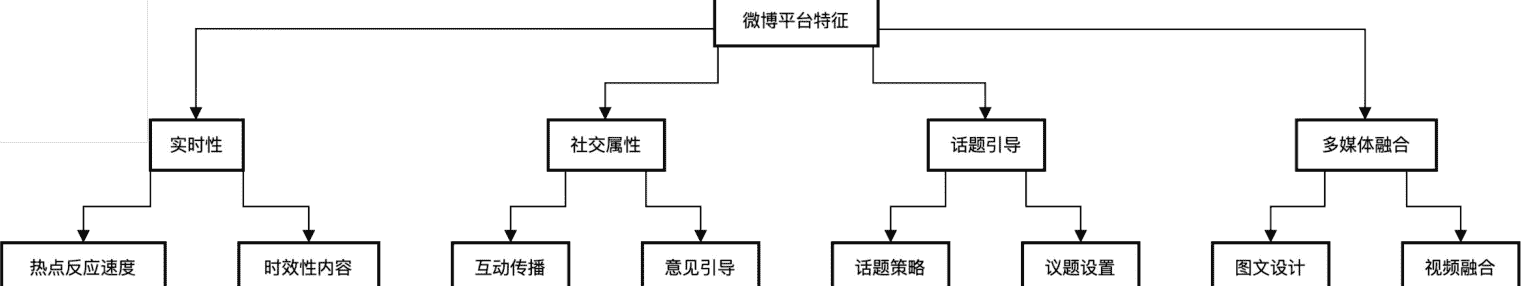 微博平台特征
实时性
社交属性
话题引导
多媒体融合
热点反应速度
时效性内容
互动传播
意见引导
话题策略
议题设置
图文设计
视频融合